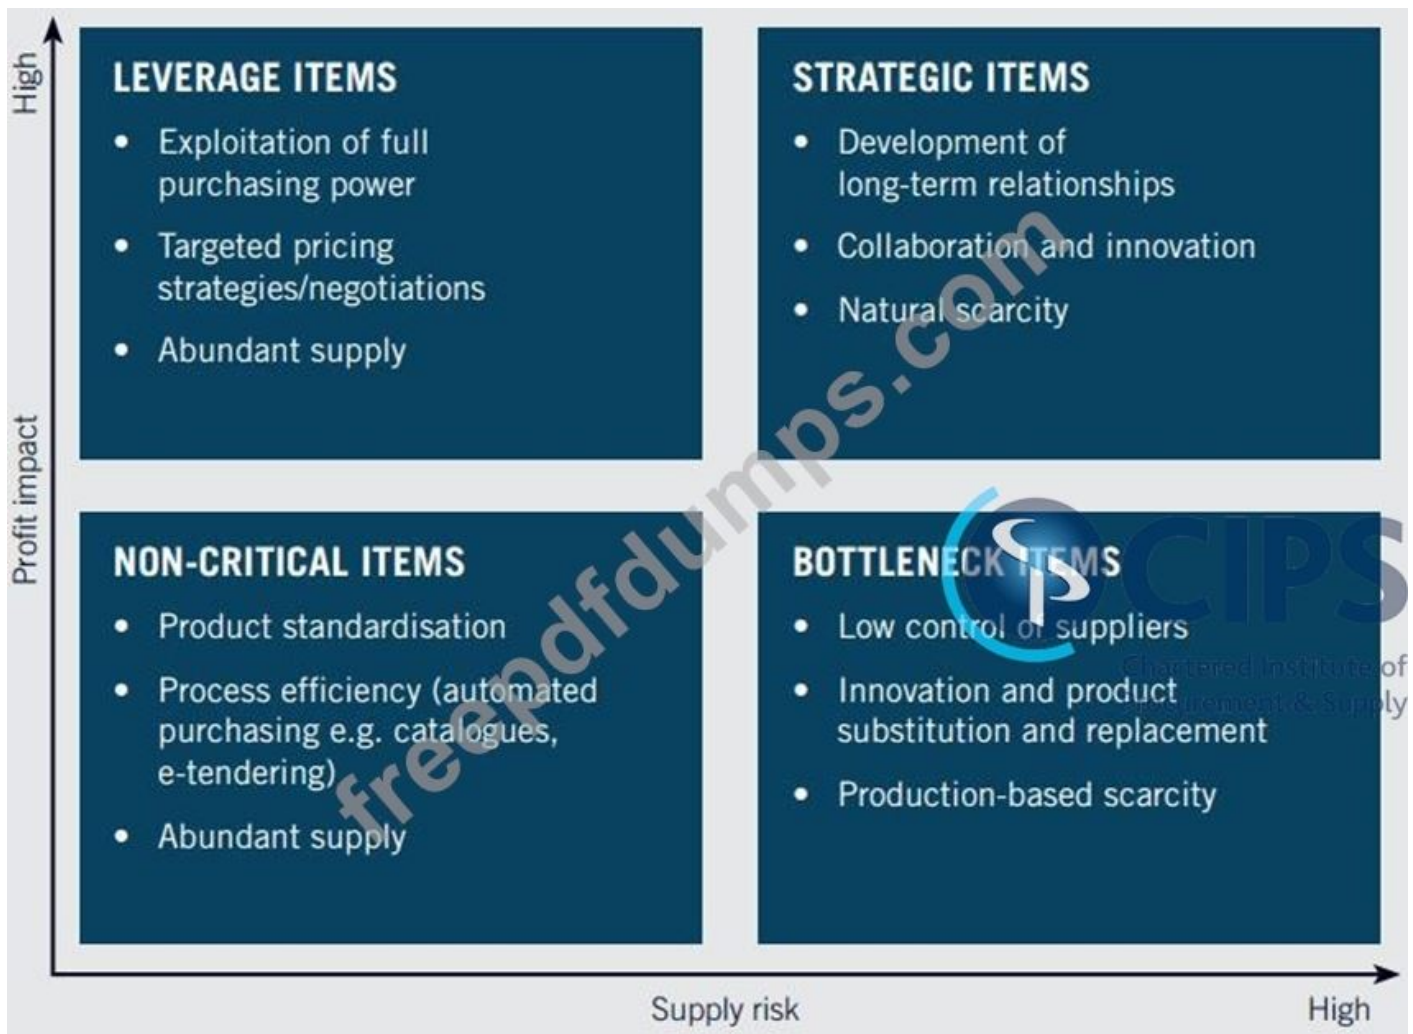 High
Profit impact
LEVERAGE ITEMS
• Exploitation of full
purchasing power
• Targeted pricing
strategies/negotiations
• Abundant supply
STRATEGIC ITEMS
• Development of
long-term relationships
• Collaboration and innovation
• Natural scarcity
NON-CRITICAL ITEMS
• Product standardisation
• Process efficiency (automated
purchasing e.g. catalogues,
e-tendering)
• Abundant supply
BOTTLENECK ITEMS
• Low control of suppliers
• Innovation and product
substitution and replacement
• Production-based scarcity
Supply risk
High
freepdfdumps.com
CIPS
Chartered Institute of
Procurement & Supply